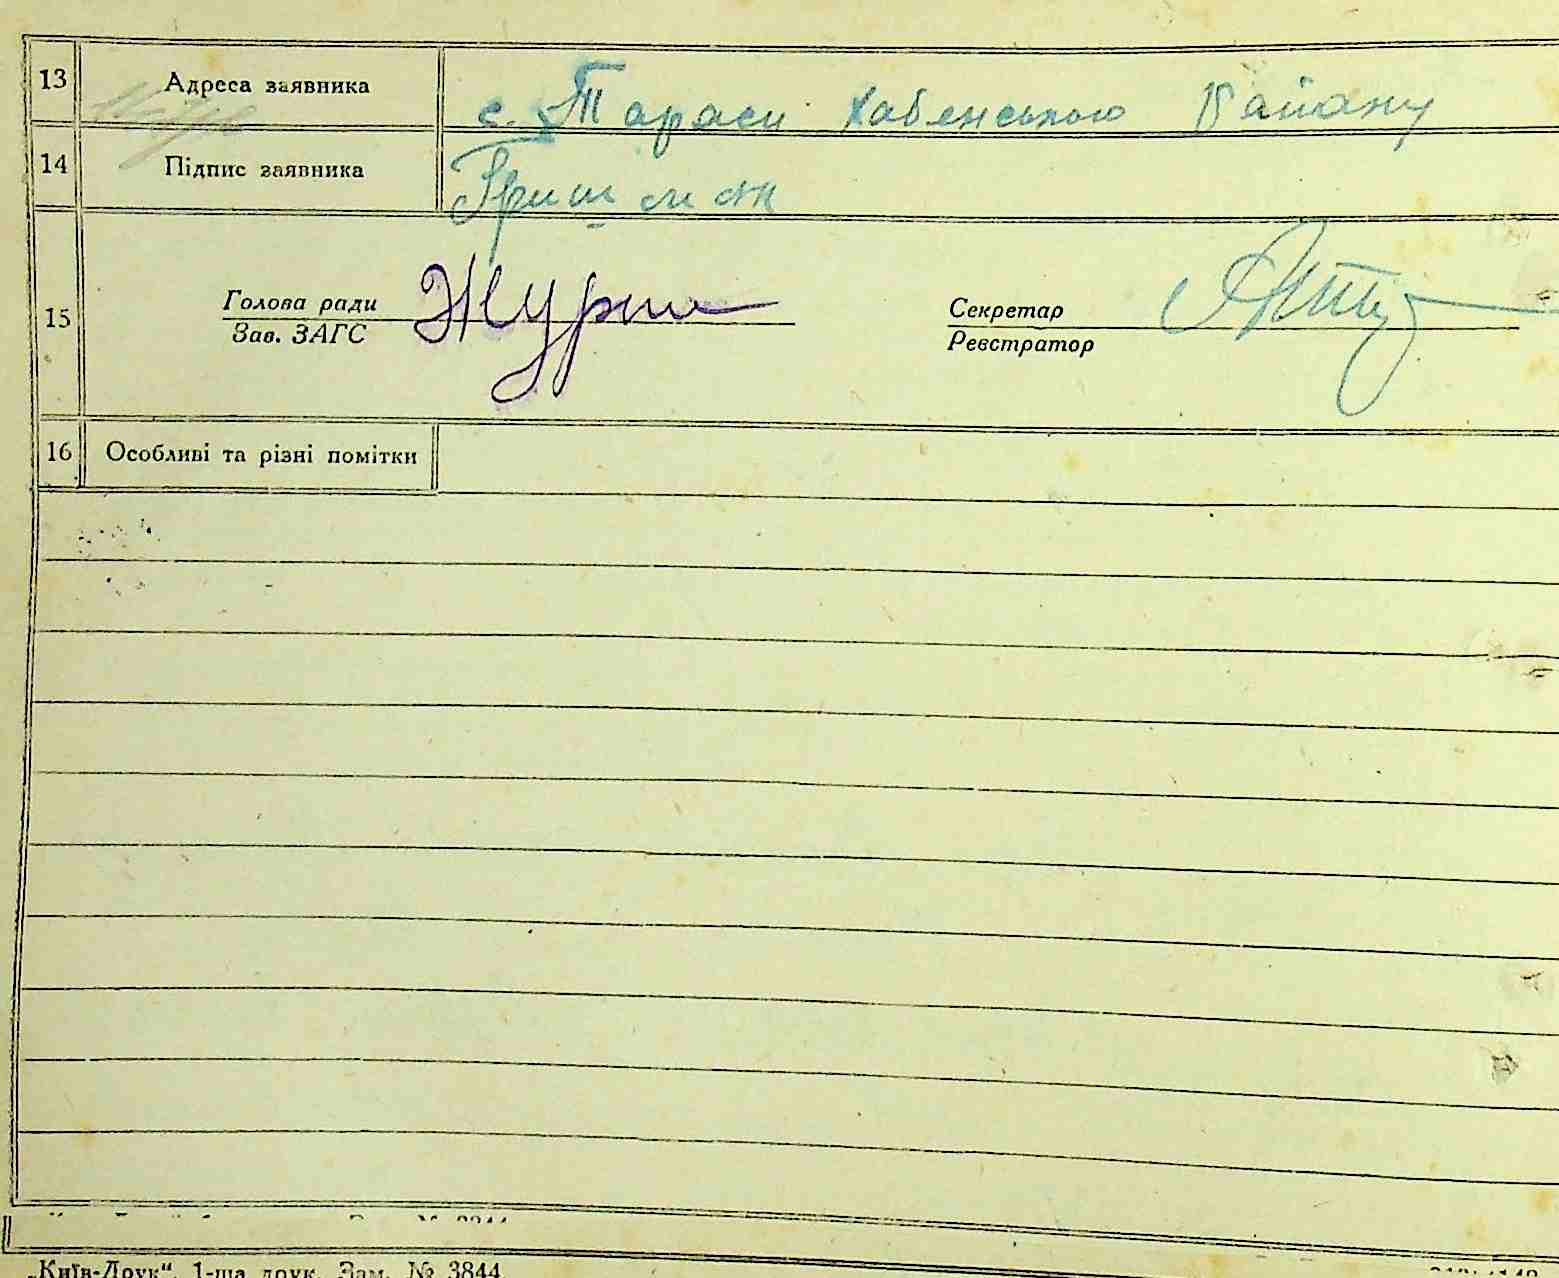 13 Адреса заявника с. Тараси Хабенського Району
14 Підпис заявника
15 Голова ради
Зав. ЗАГС
Секретар
Реєстратор
16 Особливі та різні помітки
„Київ-Друк“. 1-ша друк. Зам. № 3844